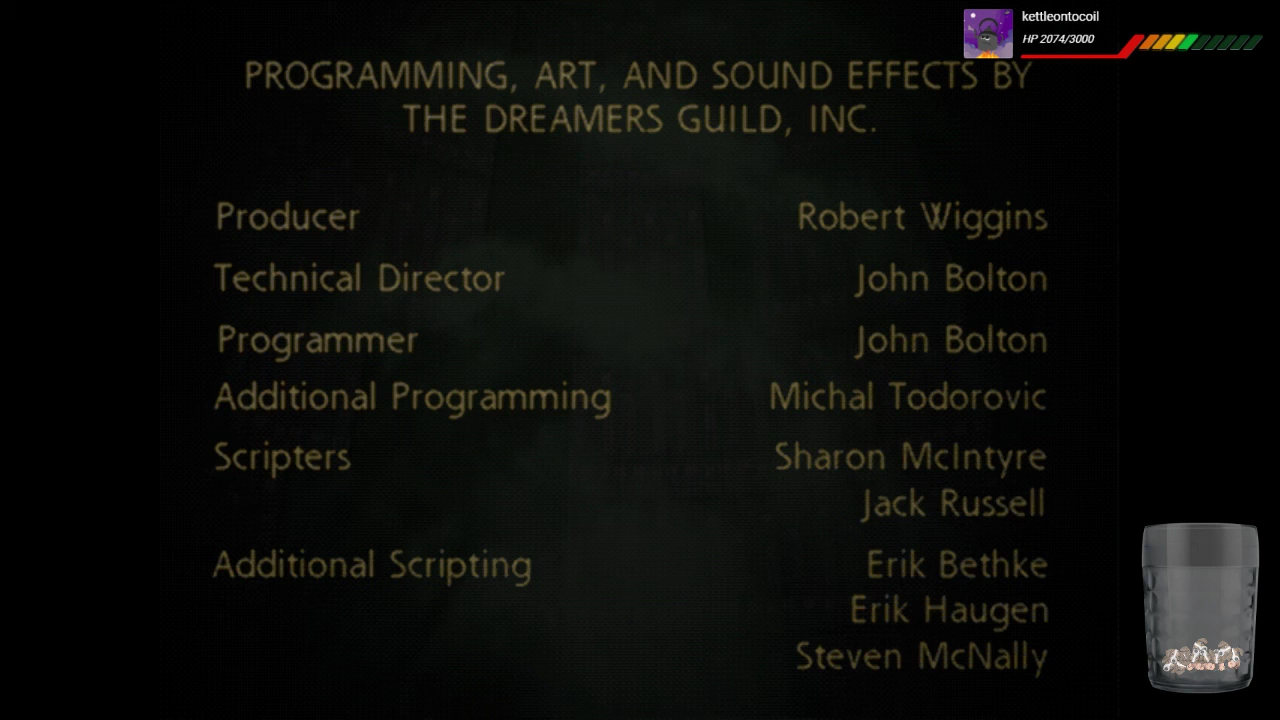 kettleontocoil
HP 2074/3000
PROGRAMMING, ART, AND SOUND EFFECTS BY
THE DREAMERS GUILD, INC.
Producer Robert Wiggins
Technical Director John Bolton
Programmer John Bolton
Additional Programming Michal Todorovic
Scripters Sharon McIntyre
Jack Russell
Additional Scripting Erik Bethke
Erik Haugen
Steven McNally